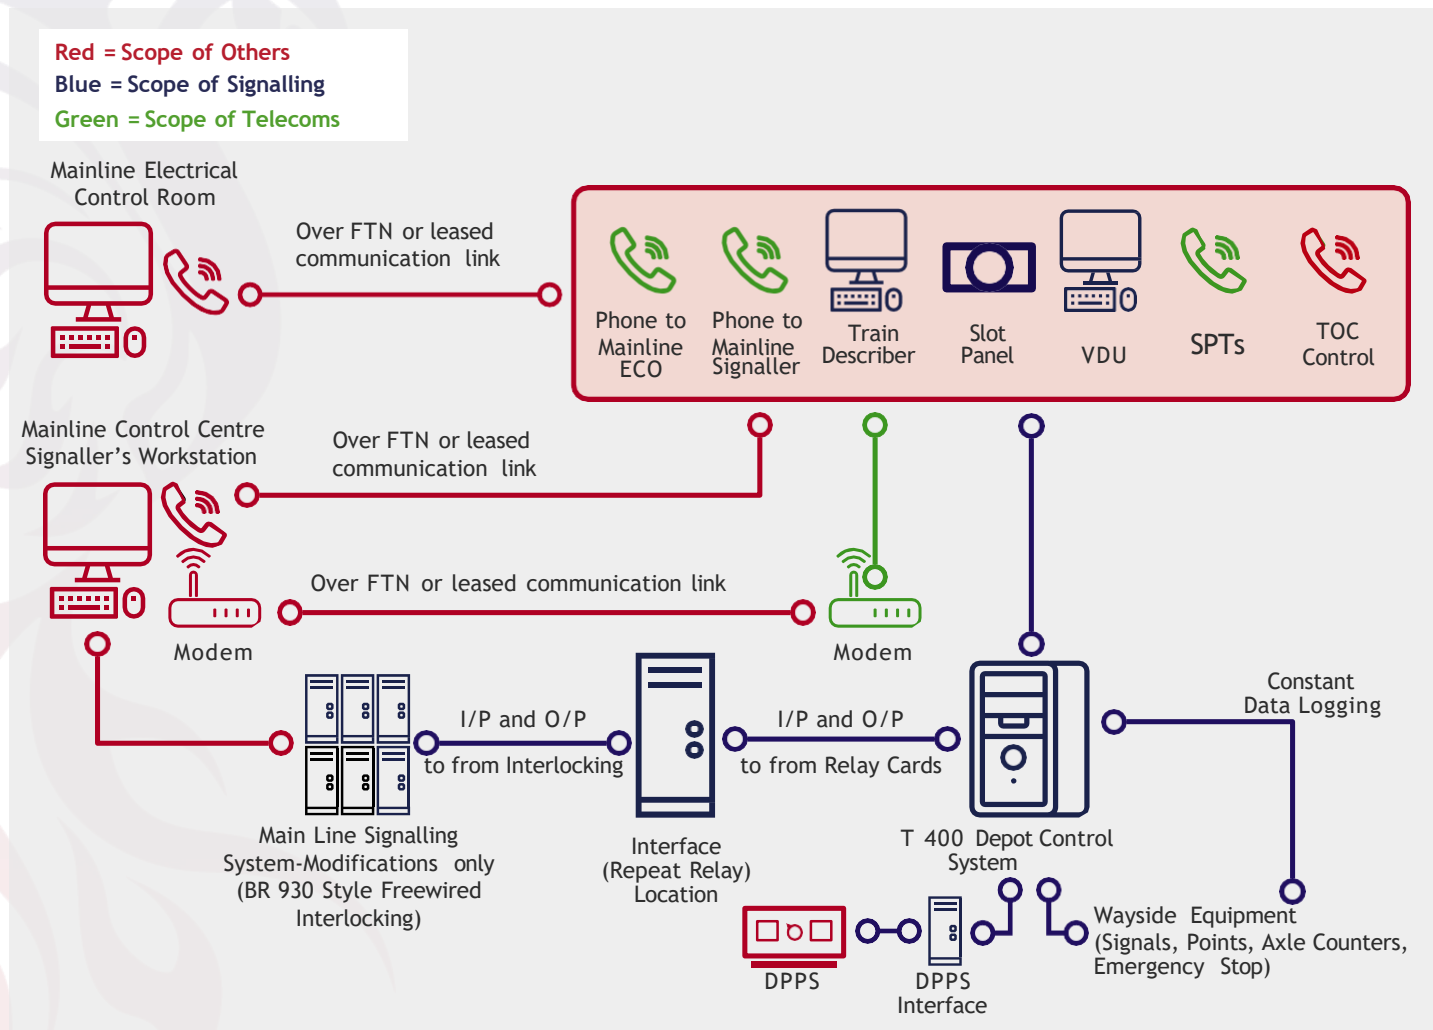 Red = Scope of Others
Blue = Scope of Signalling
Green = Scope of Telecoms
Mainline Electrical
Control Room
Over FTN or leased
communication link
Phone to
Mainline
ECO
Phone to
Mainline
Signaller
Train
Describer
Slot
Panel
VDU
SPTs
TOC
Control
Mainline Control Centre
Signaller’s Workstation
Over FTN or leased
communication link
Over FTN or leased communication link
Modem
Modem
I/P and O/P
to from Interlocking
I/P and O/P
to from Relay Cards
Constant
Data Logging
Main Line Signalling
System-Modifications only
(BR 930 Style Freewired
Interlocking)
Interface
(Repeat Relay)
Location
T 400 Depot Control
System
Wayside Equipment
(Signals, Points, Axle Counters,
Emergency Stop)
DPPS
DPPS
Interface